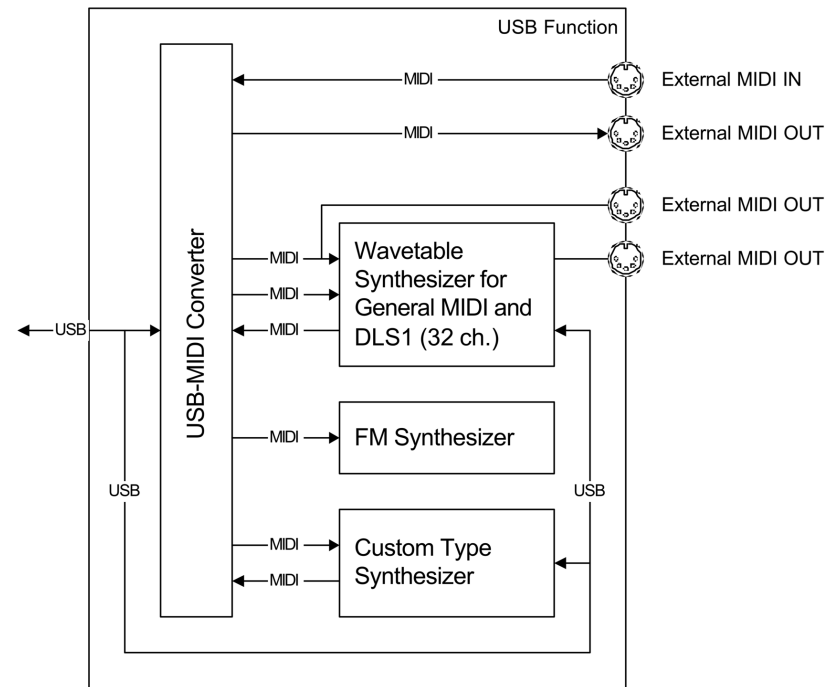 USB Function
MIDI
External MIDI IN
MIDI
External MIDI OUT
External MIDI OUT
MIDI
External MIDI OUT
Wavetable
Synthesizer for
General MIDI and
DLS1 (32 ch.)
MIDI
MIDI
USB
USB-MIDI Converter
MIDI
FM Synthesizer
USB
USB
MIDI
Custom Type
Synthesizer
MIDI